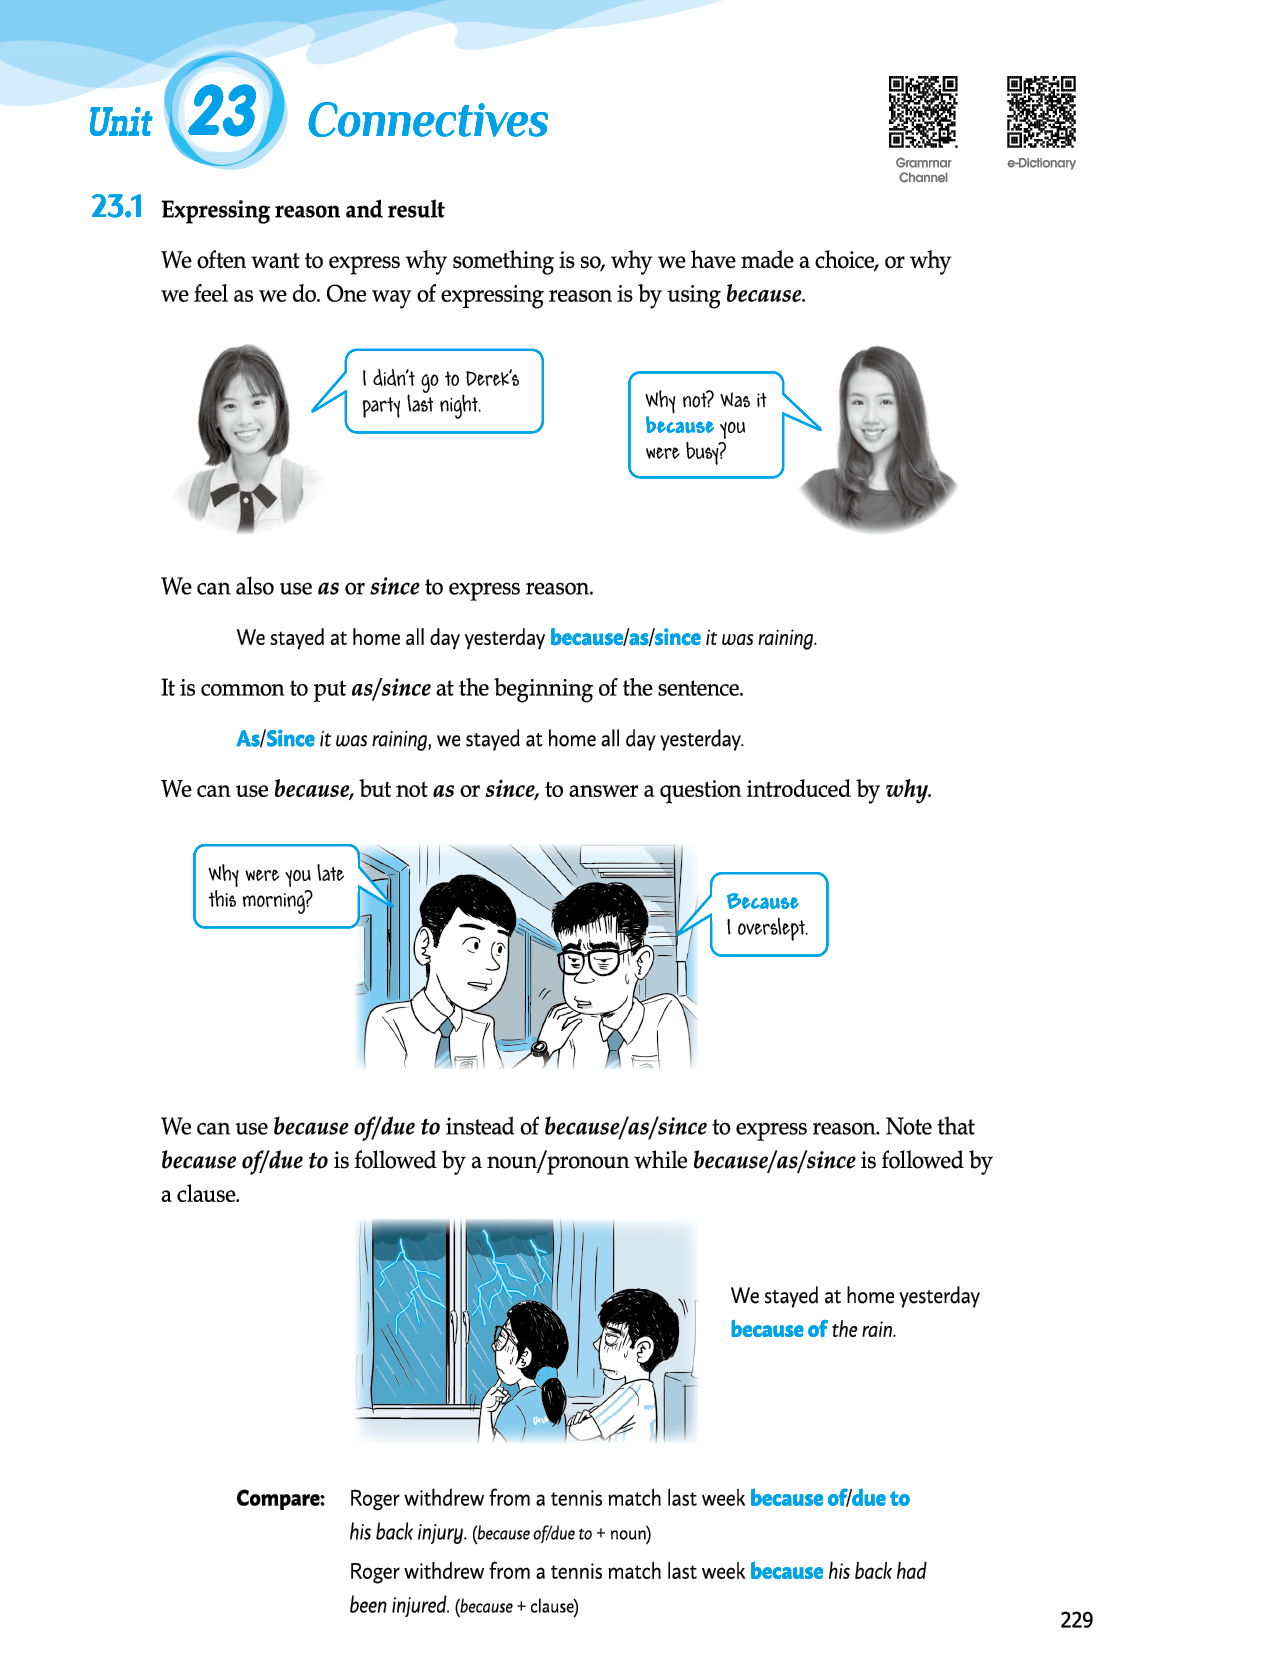 Unit 23 Connectives
Grammar
Channel
e-Dictionary
23.1 Expressing reason and result
We often want to express why something is so, why we have made a choice, or why
we feel as we do. One way of expressing reason is by using because.
I didn't go to Derek's
party last night.
Why not? Was it
because you
were busy?
We can also use as or since to express reason.
We stayed at home all day yesterday because/as/since it was raining.
It is common to put as/since at the beginning of the sentence.
As/Since it was raining, we stayed at home all day yesterday.
We can use because, but not as or since, to answer a question introduced by why.
Why were you late
this morning?
Because
I overslept.
We can use because of/due to instead of because/as/since to express reason. Note that
because of/due to is followed by a noun/pronoun while because/as/since is followed by
a clause.
We stayed at home yesterday
because of the rain.
Compare: Roger withdrew from a tennis match last week because of/due to
his back injury. (because of/due to + noun)
Roger withdrew from a tennis match last week because his back had
been injured. (because + clause)
229